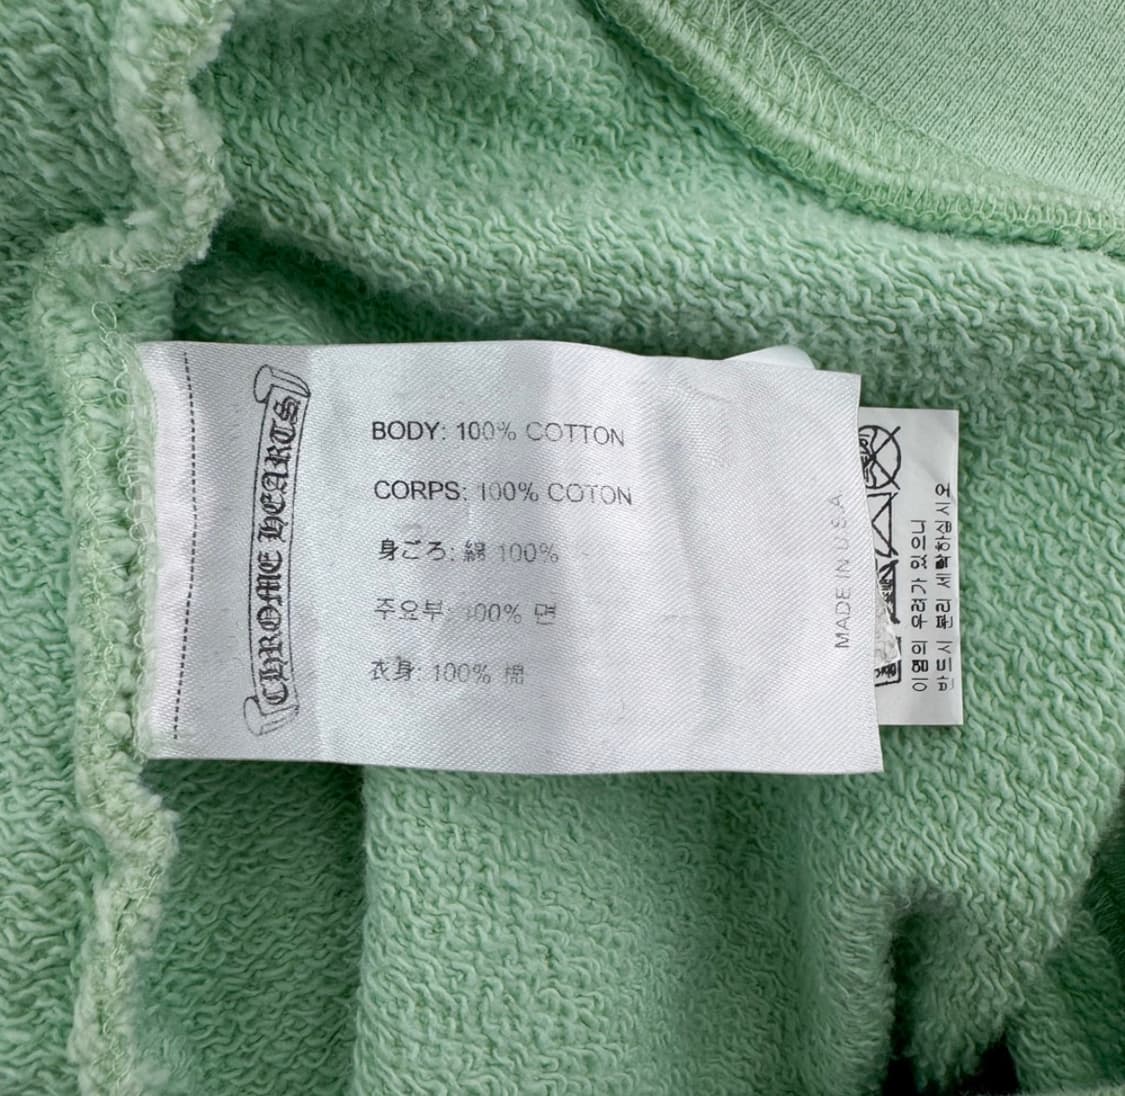 CHROME HEARTS
BODY: 100% COTTON
CORPS: 100% COTON
身ごろ: 綿 100%
주요부: 100% 면
衣身: 100% 棉
MADE IN U.S.A
이염의 우려가 있으니
반드시 분리 세탁하십시오